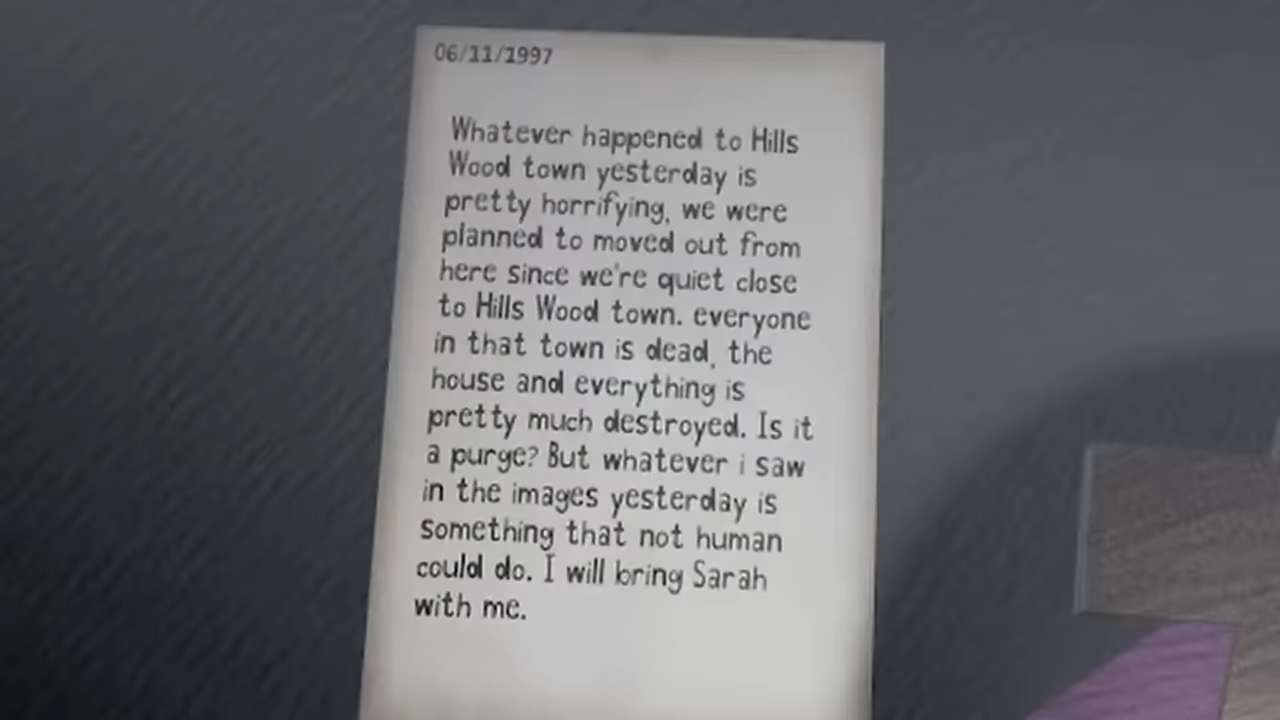 06/11/1997
Whatever happened to Hills
Wood town yesterday is
pretty horrifying, we were
planned to moved out from
here since we're quiet close
to Hills Wood town. everyone
in that town is dead, the
house and everything is
pretty much destroyed. Is it
a purge? But whatever i saw
in the images yesterday is
something that not human
could do. I will bring Sarah
with me.